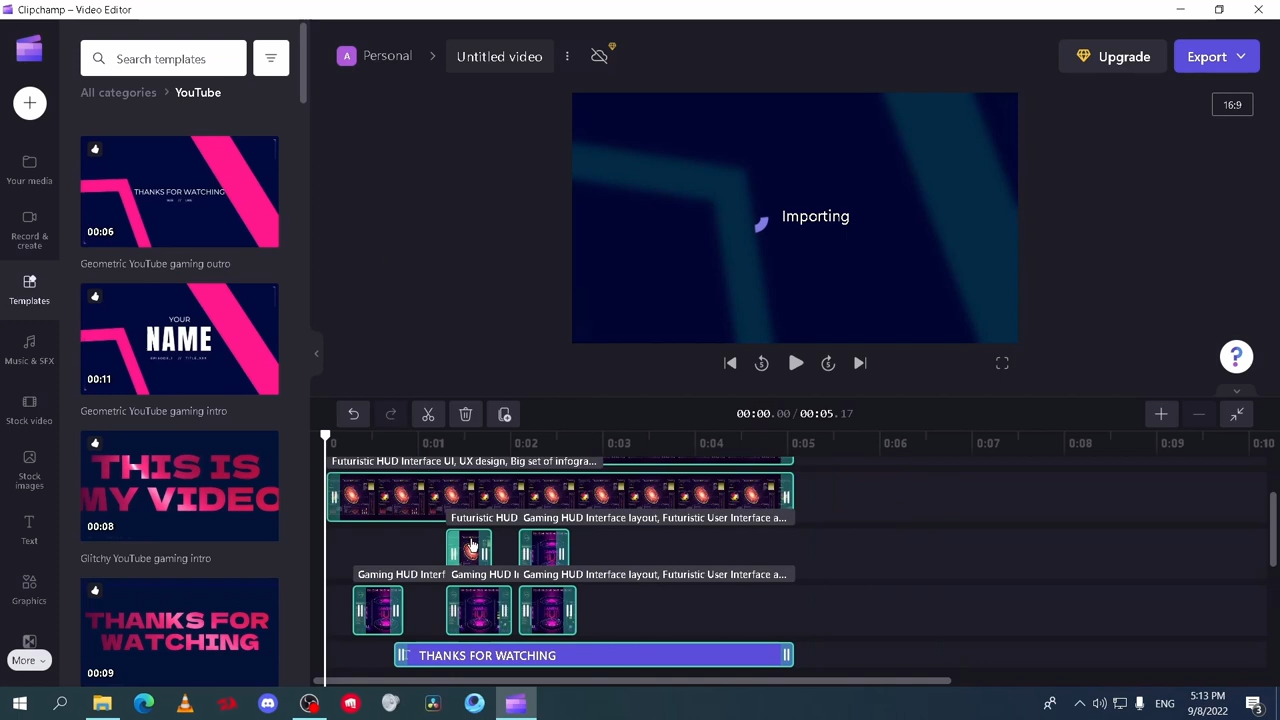 Clipchamp – Video Editor
Search templates
All categories > YouTube
THANKS FOR WATCHING
00:06
Geometric YouTube gaming outro
YOUR
NAME
00:11
Geometric YouTube gaming intro
THIS IS
MY VIDEO
00:08
Glitchy YouTube gaming intro
THANKS FOR
WATCHING
00:09
Your media
Record &
create
Templates
Music & SFX
Stock video
Stock
images
Text
Graphics
More
A Personal > Untitled video
Upgrade
Export
16:9
Importing
5
5
?
00:00.00 / 00:05.17
0 0:01 0:02 0:03 0:04 0:05 0:06 0:07 0:08 0:09 0:10
Futuristic HUD Interface UI, UX design, Big set of infogra...
Futuristic HUD Gaming HUD Interface layout, Futuristic User Interface a...
Gaming HUD Interf Gaming HUD I Gaming HUD Interface layout, Futuristic User Interface a...
T THANKS FOR WATCHING
ENG
5:13 PM
9/8/2022
3